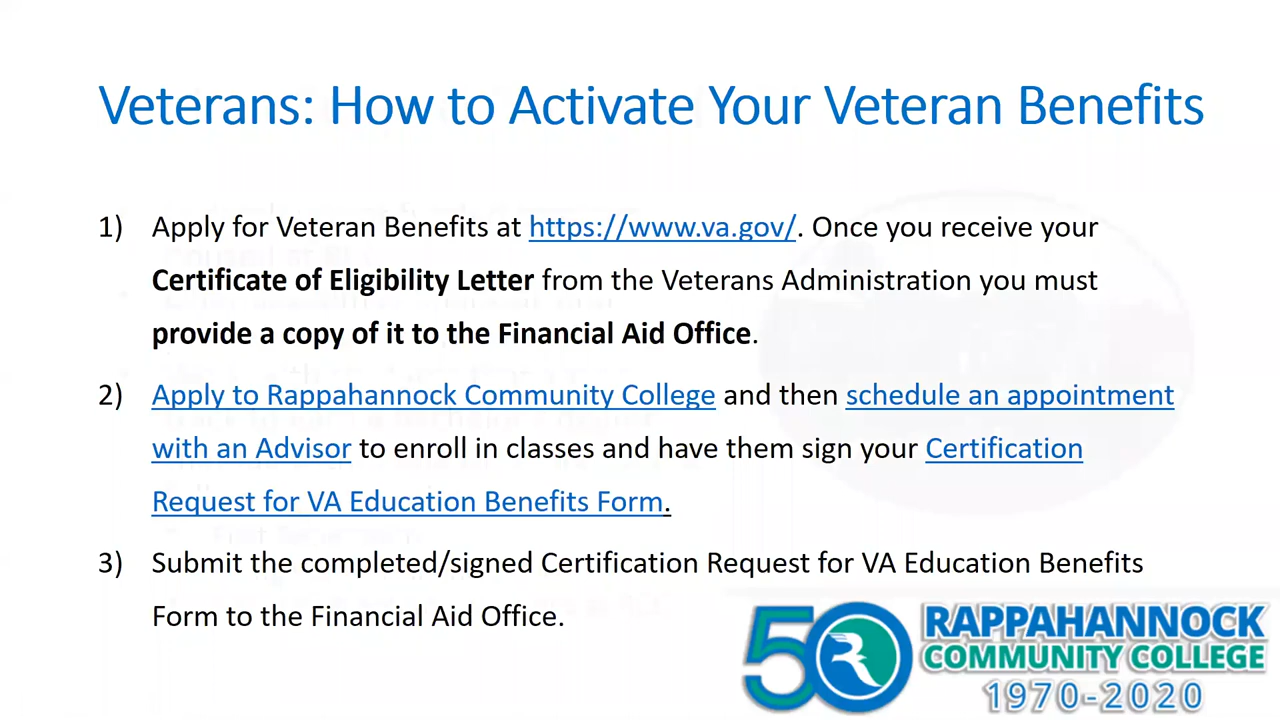 Veterans: How to Activate Your Veteran Benefits
1) Apply for Veteran Benefits at https://www.va.gov/. Once you receive your
Certificate of Eligibility Letter from the Veterans Administration you must
provide a copy of it to the Financial Aid Office.
2) Apply to Rappahannock Community College and then schedule an appointment
with an Advisor to enroll in classes and have them sign your Certification
Request for VA Education Benefits Form.
3) Submit the completed/signed Certification Request for VA Education Benefits
Form to the Financial Aid Office.
50
RAPPAHANNOCK
COMMUNITY COLLEGE
1970-2020